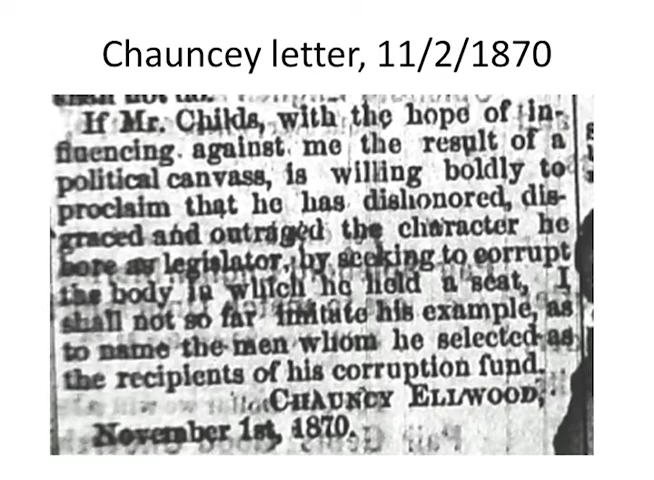 Chauncey letter, 11/2/1870
If Mr. Childs, with the hope of in-
fluencing against me the result of a
political canvass, is willing boldly to
proclaim that he has dishonored, dis-
graced and outraged the character he
bore as legislator, by seeking to corrupt
the body in which he held a seat, I
shall not so far imitate his example, as
to name the men whom he selected as
the recipients of his corruption fund.
CHAUNCY ELLWOOD,
November 1st, 1870.